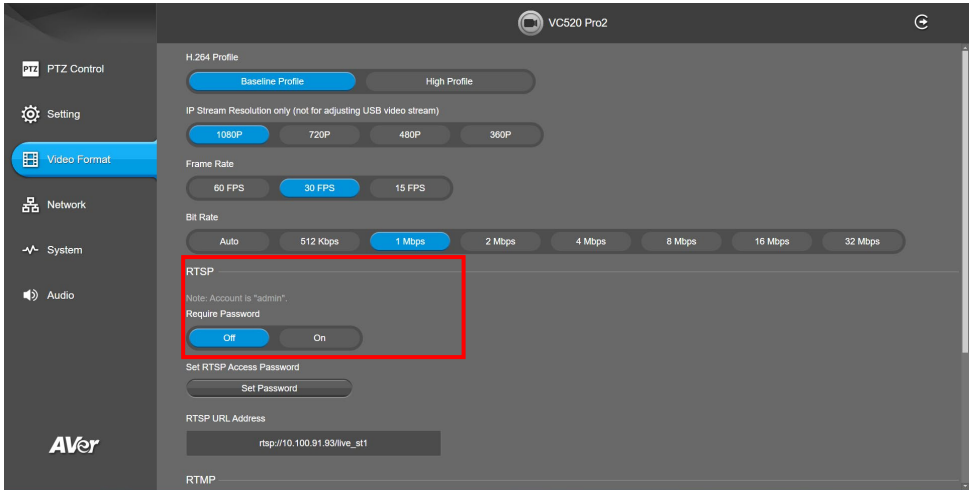 VC520 Pro2
PTZ PTZ Control
Setting
Video Format
Network
System
Audio
AVer
H.264 Profile
Baseline Profile High Profile
IP Stream Resolution only (not for adjusting USB video stream)
1080P 720P 480P 360P
Frame Rate
60 FPS 30 FPS 15 FPS
Bit Rate
Auto 512 Kbps 1 Mbps 2 Mbps 4 Mbps 8 Mbps 16 Mbps 32 Mbps
RTSP
Note: Account is "admin".
Require Password
Off On
Set RTSP Access Password
Set Password
RTSP URL Address
rtsp://10.100.91.93/live_st1
RTMP